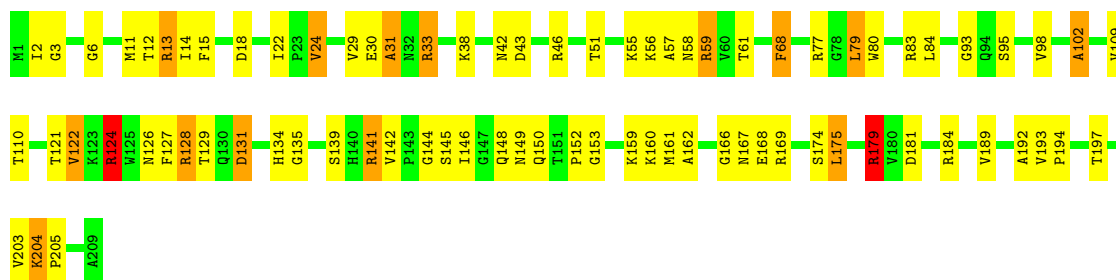 M1 I2 G3 G6 M11 T12 R13 I14 F15 D18 I22 P23 V24 V29 E30 A31 N32 R33 K38 N42 D43 R46 T51 K55 K56 A57 N58 R59 V60 T61 F68 R77 G78 L79 W80 R83 L84 G93 Q94 S95 V98 A102 V109
T110 T121 V122 K123 R124 W125 N126 F127 R128 T129 Q130 D131 H134 G135 S139 H140 R141 V142 P143 G144 S145 I146 G147 Q148 N149 Q150 T151 P152 G153 K159 K160 M161 A162 G166 N167 E168 R169 S174 L175 R179 V180 D181 R184 V189 A192 V193 P194 T197
V203 K204 P205 A209